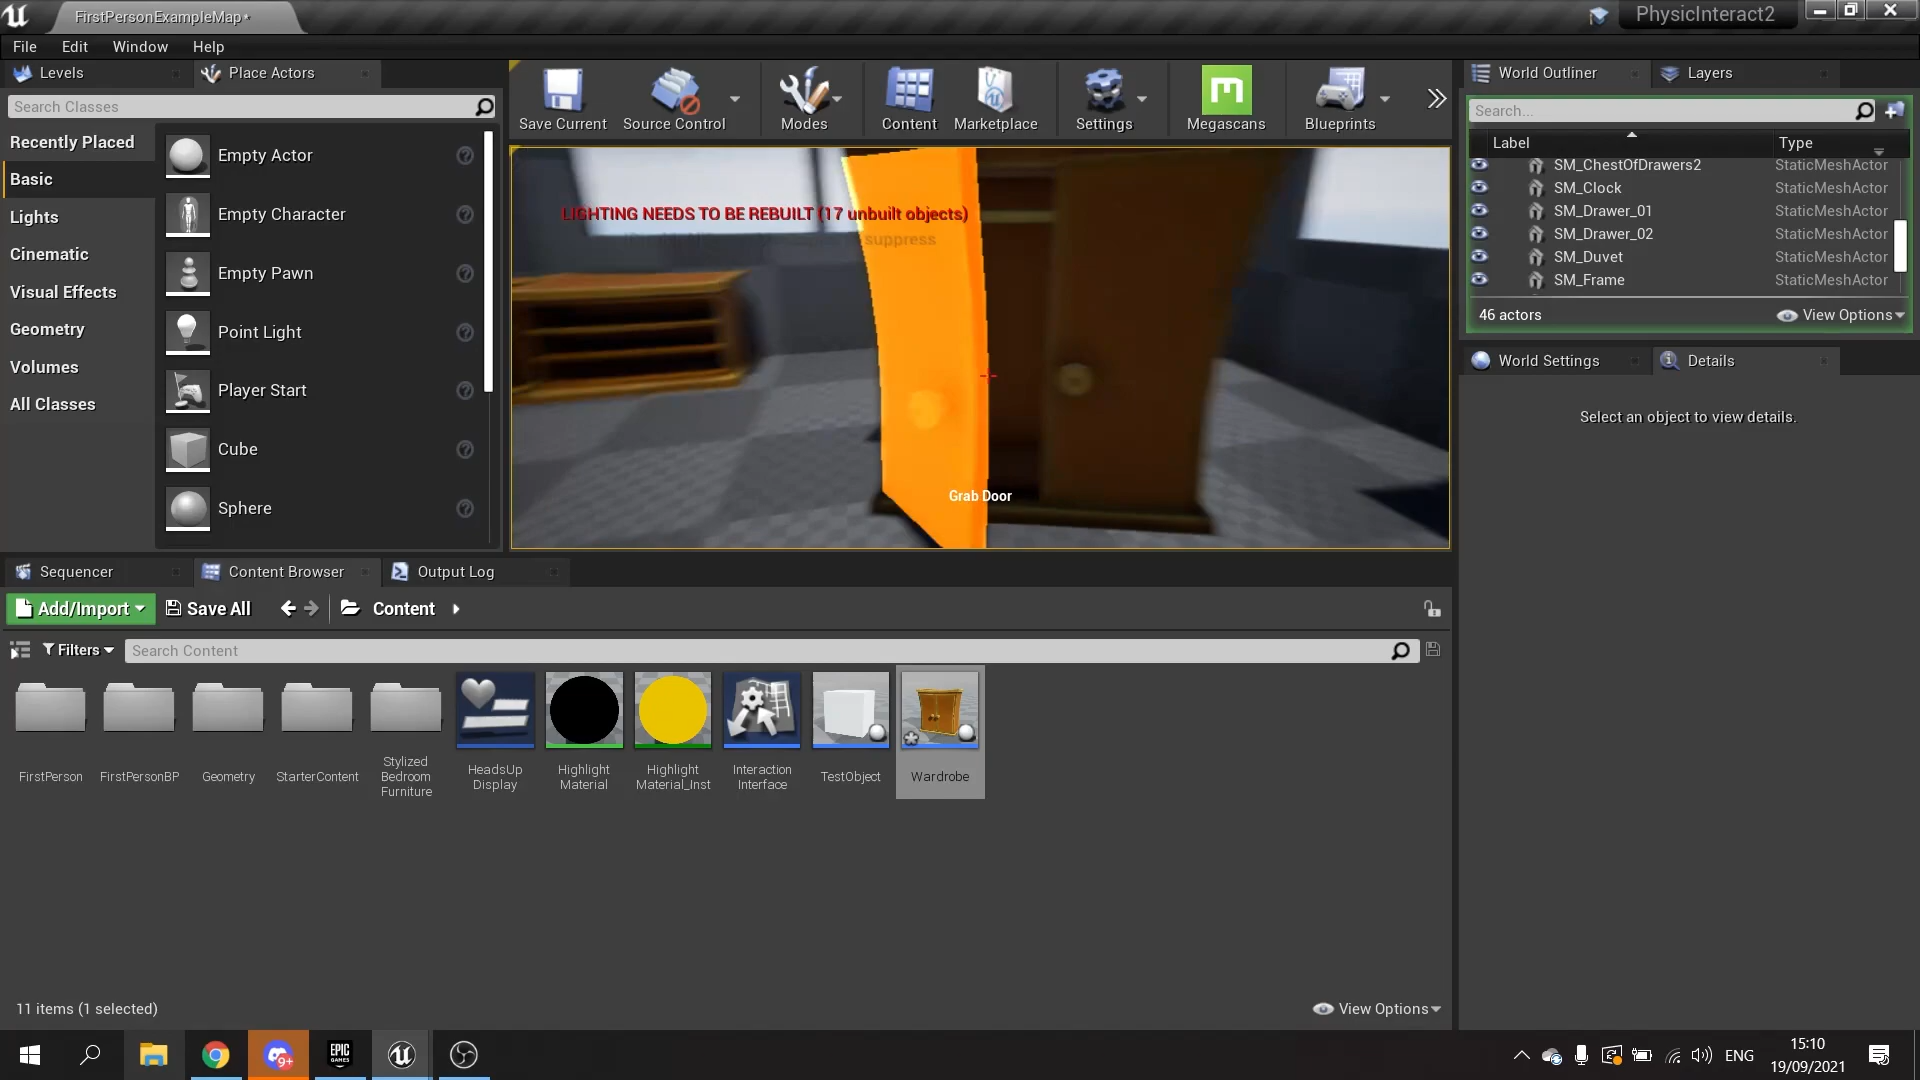 FirstPersonExampleMap*
PhysicInteract2
File Edit Window Help
Levels
Place Actors
Search Classes
Recently Placed
Basic
Lights
Cinematic
Visual Effects
Geometry
Volumes
All Classes
Empty Actor
Empty Character
Empty Pawn
Point Light
Player Start
Cube
Sphere
Save Current
Source Control
Modes
Content
Marketplace
Settings
Megascans
Blueprints
LIGHTING NEEDS TO BE REBUILT (17 unbuilt objects)
suppress
Grab Door
World Outliner
Layers
Search...
Label Type
SM_ChestOfDrawers2 StaticMeshActor
SM_Clock StaticMeshActor
SM_Drawer_01 StaticMeshActor
SM_Drawer_02 StaticMeshActor
SM_Duvet StaticMeshActor
SM_Frame StaticMeshActor
46 actors
View Options
World Settings
Details
Select an object to view details.
Sequencer
Content Browser
Output Log
Add/Import
Save All
Content
Filters
Search Content
FirstPerson
FirstPersonBP
Geometry
StarterContent
Stylized
Bedroom
Furniture
HeadsUp
Display
Highlight
Material
Highlight
Material_Inst
Interaction
Interface
TestObject
Wardrobe
11 items (1 selected)
View Options
9+
EPIC
GAMES
ENG
15:10
19/09/2021